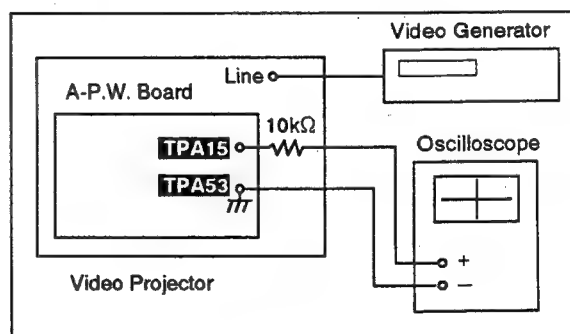 Video Generator
Line
A-P.W. Board
10kΩ
Oscilloscope
TPA15
TPA53
+
−
Video Projector